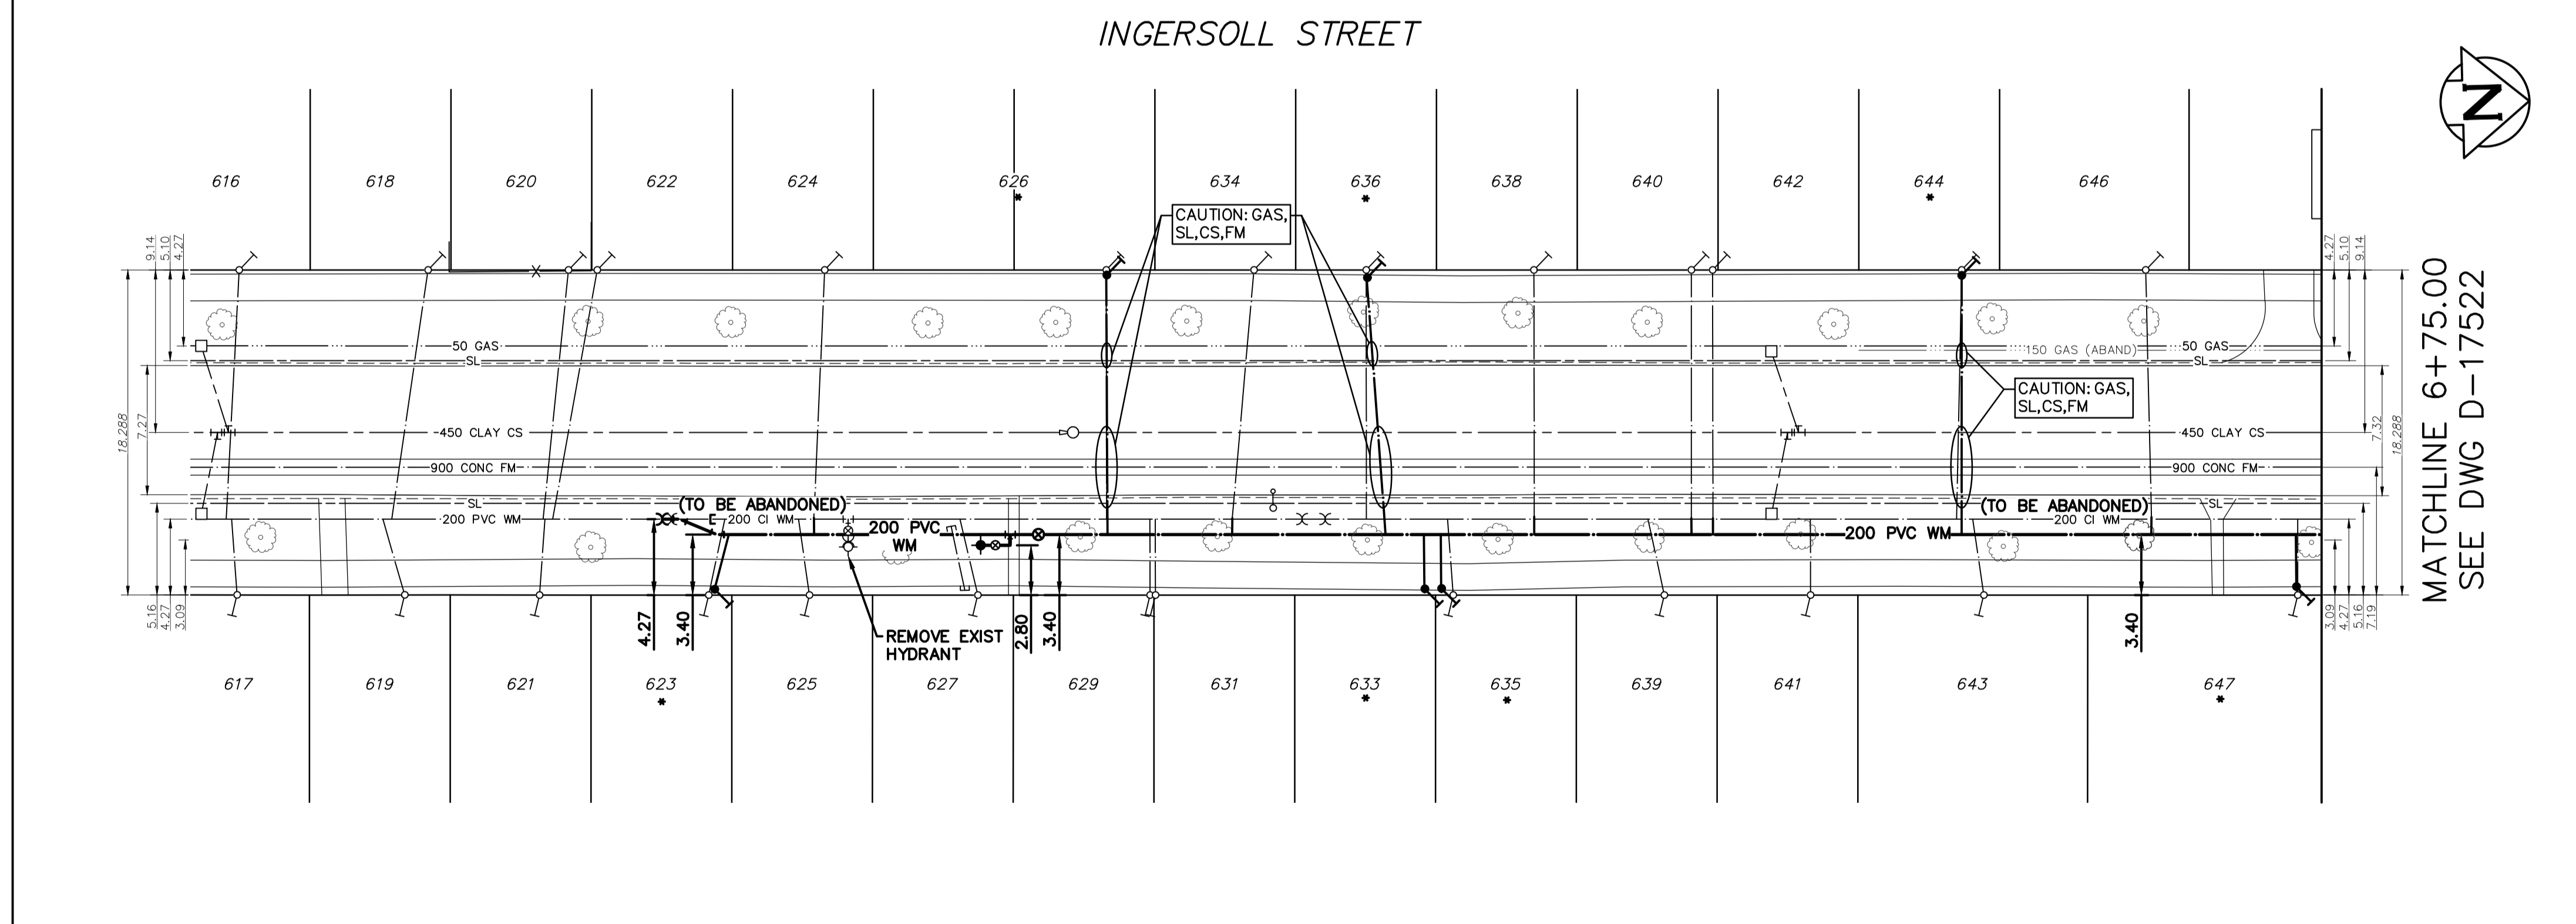 INGERSOLL STREET
N
616
618
620
622
624
626
634
636
638
640
642
644
646
*
*
*
CAUTION: GAS,
SL,CS,FM
9.14
5.10
4.27
4.27
5.10
9.14
50 GAS
150 GAS (ABAND)
50 GAS
SL
SL
CAUTION: GAS,
SL,CS,FM
18.288
7.27
450 CLAY CS
450 CLAY CS
7.32
18.288
900 CONC FM
900 CONC FM
SL
(TO BE ABANDONED)
(TO BE ABANDONED)
SL
200 PVC WM
E
200 CI WM
200 CI WM
200 PVC
WM
200 PVC WM
5.16
4.27
3.09
4.27
3.40
REMOVE EXIST
HYDRANT
2.80
3.40
3.40
3.09
4.27
5.16
7.19
617
619
621
623
625
627
629
631
633
635
639
641
643
647
*
*
*
*
MATCHLINE 6+75.00
SEE DWG D-17522